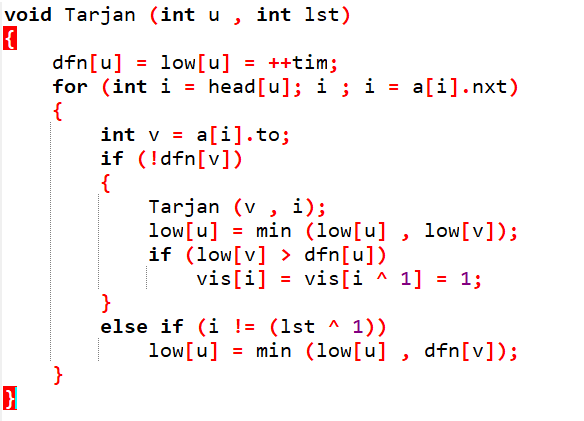 void Tarjan (int u , int lst)
{
    dfn[u] = low[u] = ++tim;
    for (int i = head[u]; i ; i = a[i].nxt)
    {
        int v = a[i].to;
        if (!dfn[v])
        {
            Tarjan (v , i);
            low[u] = min (low[u] , low[v]);
            if (low[v] > dfn[u])
                vis[i] = vis[i ^ 1] = 1;
        }
        else if (i != (lst ^ 1))
            low[u] = min (low[u] , dfn[v]);
    }
}